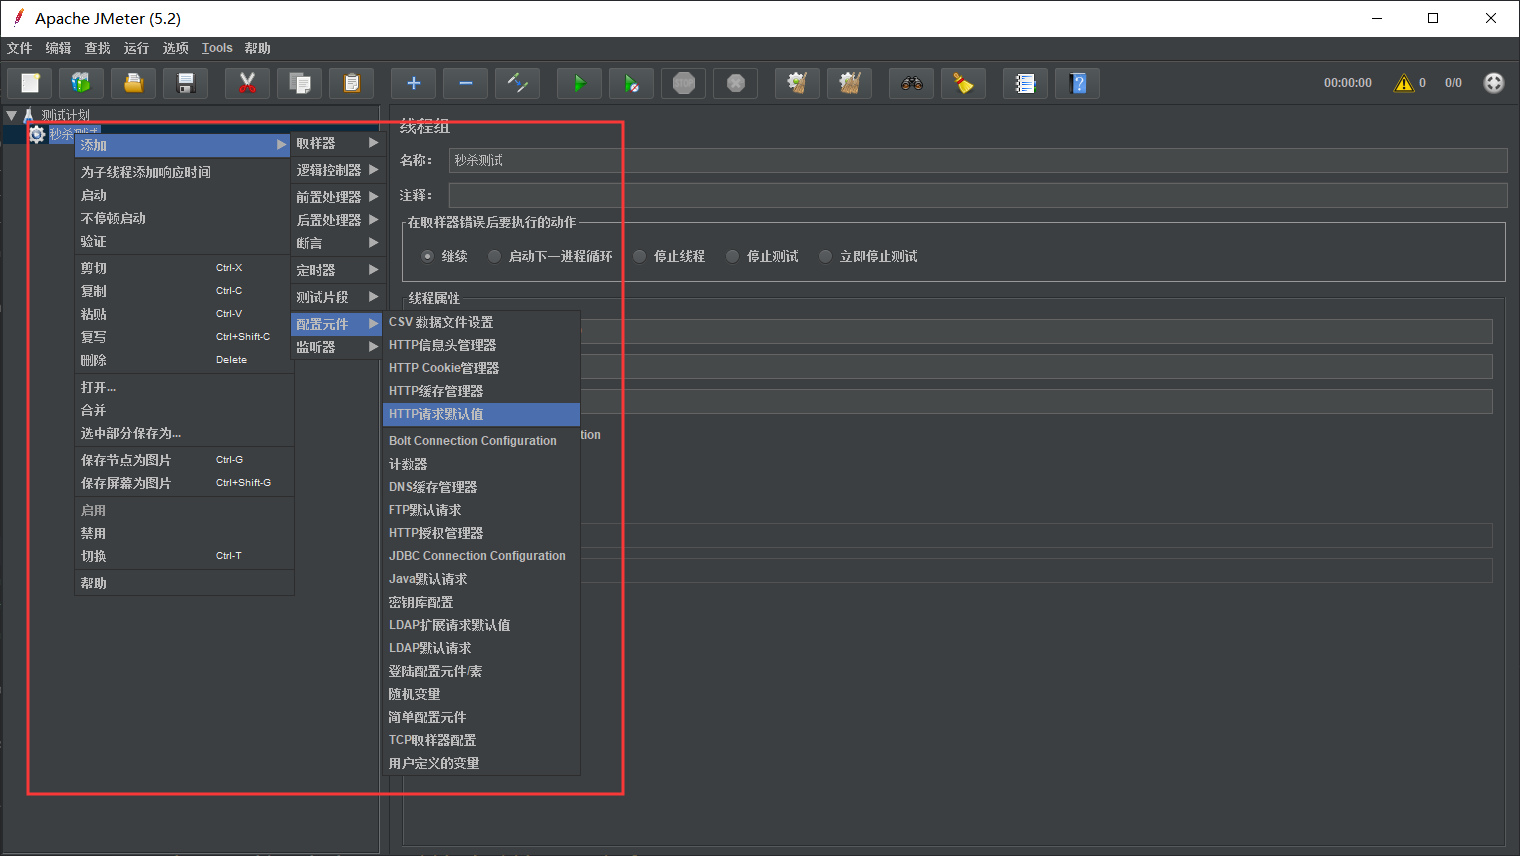 Apache JMeter (5.2)
文件 编辑 查找 运行 选项 Tools 帮助
00:00:00 0 0/0
测试计划
秒杀测试
添加
为子线程添加响应时间
启动
不停顿启动
验证
剪切 Ctrl-X
复制 Ctrl-C
粘贴 Ctrl-V
复写 Ctrl+Shift-C
删除 Delete
打开...
合并
选中部分保存为...
保存节点为图片 Ctrl-G
保存屏幕为图片 Ctrl+Shift-G
启用
禁用
切换 Ctrl-T
帮助
取样器
逻辑控制器
前置处理器
后置处理器
断言
定时器
测试片段
配置元件
监听器
CSV 数据文件设置
HTTP信息头管理器
HTTP Cookie管理器
HTTP缓存管理器
HTTP请求默认值
Bolt Connection Configuration
计数器
DNS缓存管理器
FTP默认请求
HTTP授权管理器
JDBC Connection Configuration
Java默认请求
密钥库配置
LDAP扩展请求默认值
LDAP默认请求
登陆配置元件/素
随机变量
简单配置元件
TCP取样器配置
用户定义的变量
线程组
名称: 秒杀测试
注释:
在取样器错误后要执行的动作
继续 启动下一进程循环 停止线程 停止测试 立即停止测试
线程属性
tion